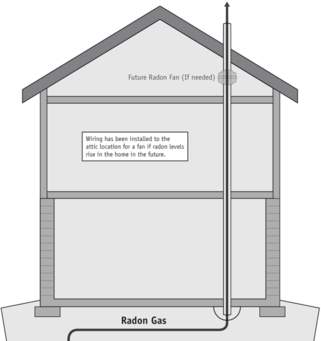 Future Radon Fan (If needed)
Wiring has been installed to the
attic location for a fan if radon levels
rise in the home in the future.
Radon Gas